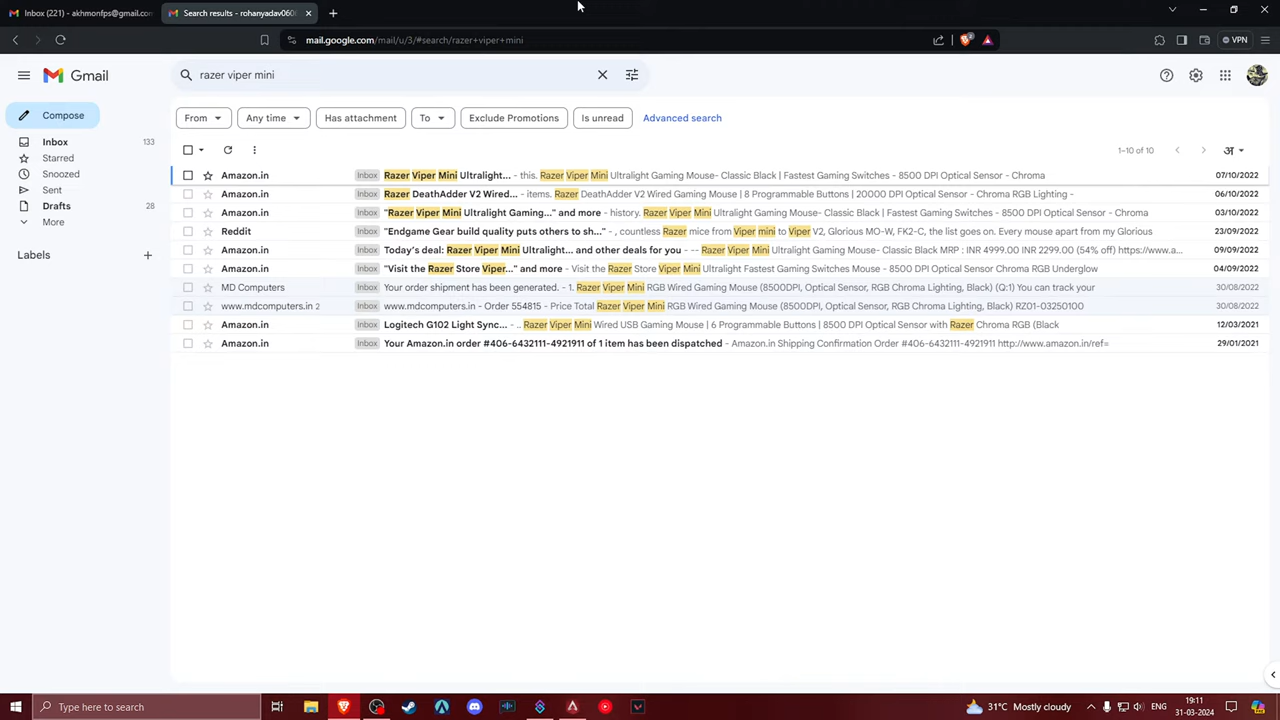 Inbox (221) - akhmonfps@gmail.con
Search results - rohanyadav060
mail.google.com/mail/u/3/#search/razer+viper+mini
VPN
Gmail
razer viper mini
Compose
From
Any time
Has attachment
To
Exclude Promotions
Is unread
Advanced search
Inbox 133
Starred
Snoozed
Sent
Drafts 28
More
Labels
1–10 of 10
अ
Amazon.in Inbox Razer Viper Mini Ultralight... - this. Razer Viper Mini Ultralight Gaming Mouse- Classic Black | Fastest Gaming Switches - 8500 DPI Optical Sensor - Chroma 07/10/2022
Amazon.in Inbox Razer DeathAdder V2 Wired... - items. Razer DeathAdder V2 Wired Gaming Mouse | 8 Programmable Buttons | 20000 DPI Optical Sensor - Chroma RGB Lighting - 06/10/2022
Amazon.in Inbox "Razer Viper Mini Ultralight Gaming..." and more - history. Razer Viper Mini Ultralight Gaming Mouse- Classic Black | Fastest Gaming Switches - 8500 DPI Optical Sensor - Chroma 03/10/2022
Reddit Inbox "Endgame Gear build quality puts others to sh..." - , countless Razer mice from Viper mini to Viper V2, Glorious MO-W, FK2-C, the list goes on. Every mouse apart from my Glorious 23/09/2022
Amazon.in Inbox Today's deal: Razer Viper Mini Ultralight... and other deals for you - -- Razer Viper Mini Ultralight Gaming Mouse- Classic Black MRP : INR 4999.00 INR 2299.00 (54% off) https://www.a... 09/09/2022
Amazon.in Inbox "Visit the Razer Store Viper..." and more - Visit the Razer Store Viper Mini Ultralight Fastest Gaming Switches Mouse - 8500 DPI Optical Sensor Chroma RGB Underglow 04/09/2022
MD Computers Inbox Your order shipment has been generated. - 1. Razer Viper Mini RGB Wired Gaming Mouse (8500DPI, Optical Sensor, RGB Chroma Lighting, Black) (Q:1) You can track your 30/08/2022
www.mdcomputers.in 2 Inbox www.mdcomputers.in - Order 554815 - Price Total Razer Viper Mini RGB Wired Gaming Mouse (8500DPI, Optical Sensor, RGB Chroma Lighting, Black) RZ01-03250100 30/08/2022
Amazon.in Inbox Logitech G102 Light Sync... - .. Razer Viper Mini Wired USB Gaming Mouse | 6 Programmable Buttons | 8500 DPI Optical Sensor with Razer Chroma RGB (Black 12/03/2021
Amazon.in Inbox Your Amazon.in order #406-6432111-4921911 of 1 item has been dispatched - Amazon.in Shipping Confirmation Order #406-6432111-4921911 http://www.amazon.in/ref= 29/01/2021
Type here to search
31°C Mostly cloudy
19:11
31-03-2024